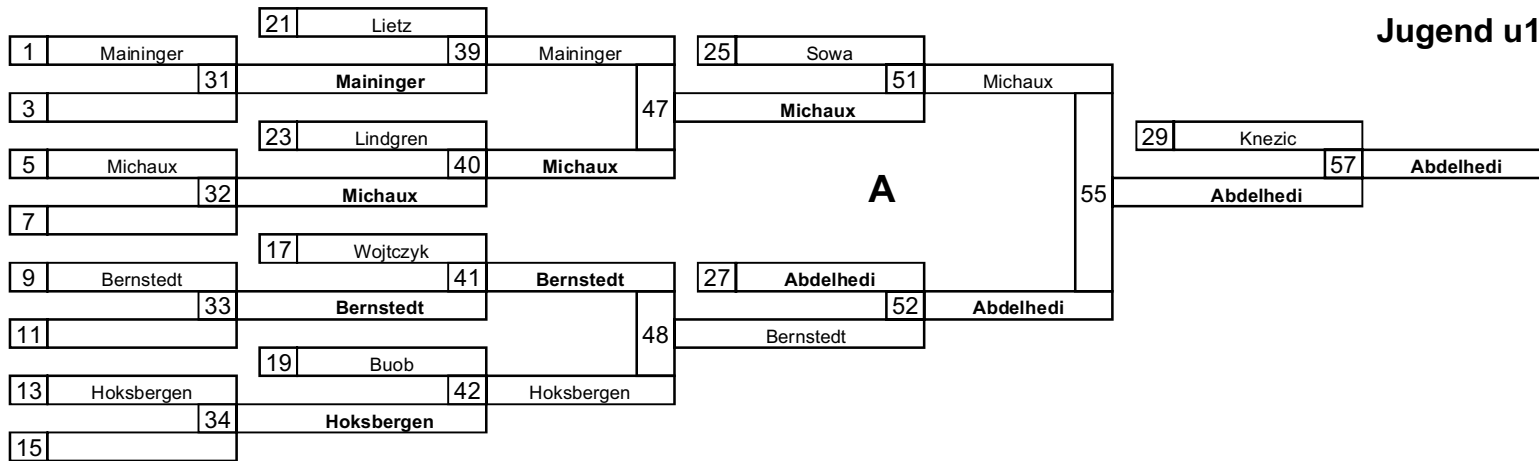 21 Lietz
Jugend u1
1 Maininger 39 Maininger 25 Sowa
31 Maininger 51 Michaux
3 47 Michaux
23 Lindgren 29 Knezic
5 Michaux 40 Michaux 57 Abdelhedi
32 Michaux A 55 Abdelhedi
7
17 Wojtczyk
9 Bernstedt 41 Bernstedt 27 Abdelhedi
33 Bernstedt 52 Abdelhedi
11 48 Bernstedt
19 Buob
13 Hoksbergen 42 Hoksbergen
34 Hoksbergen
15